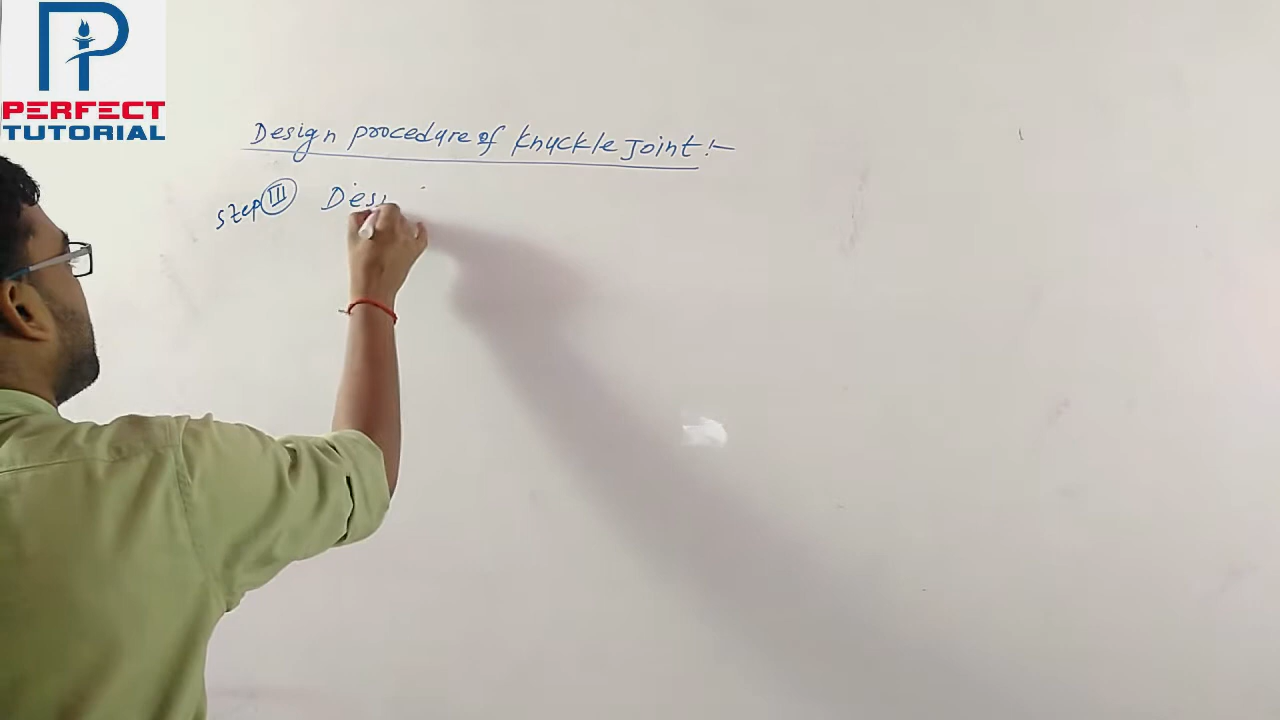 PERFECT
TUTORIAL
Design procedure of knuckle Joint :-
step III Desi